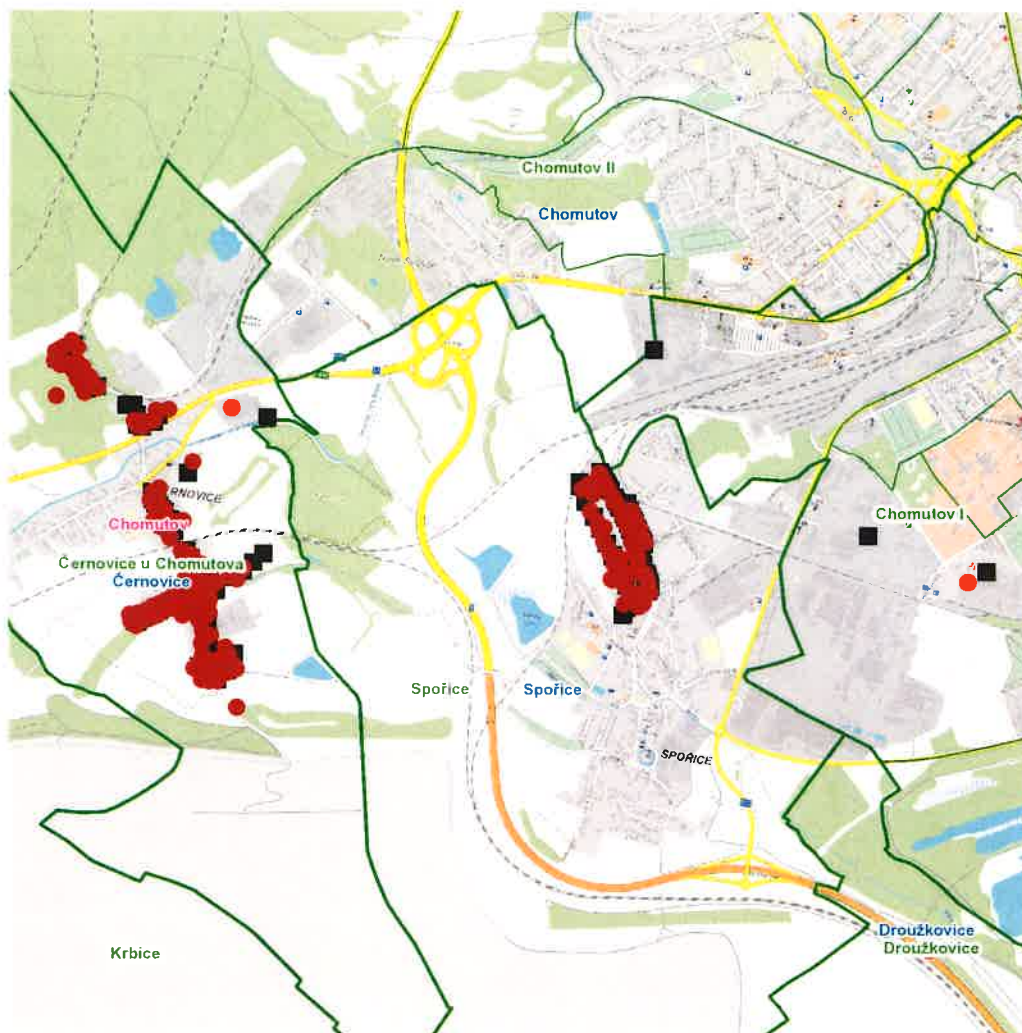 Chomutov II
Chomutov
RNOVICE
Chomutov
Chomutov I
Černovice u Chomutova
Černovice
Spořice
Spořice
SPOŘICE
Droužkovice
Droužkovice
Krbice